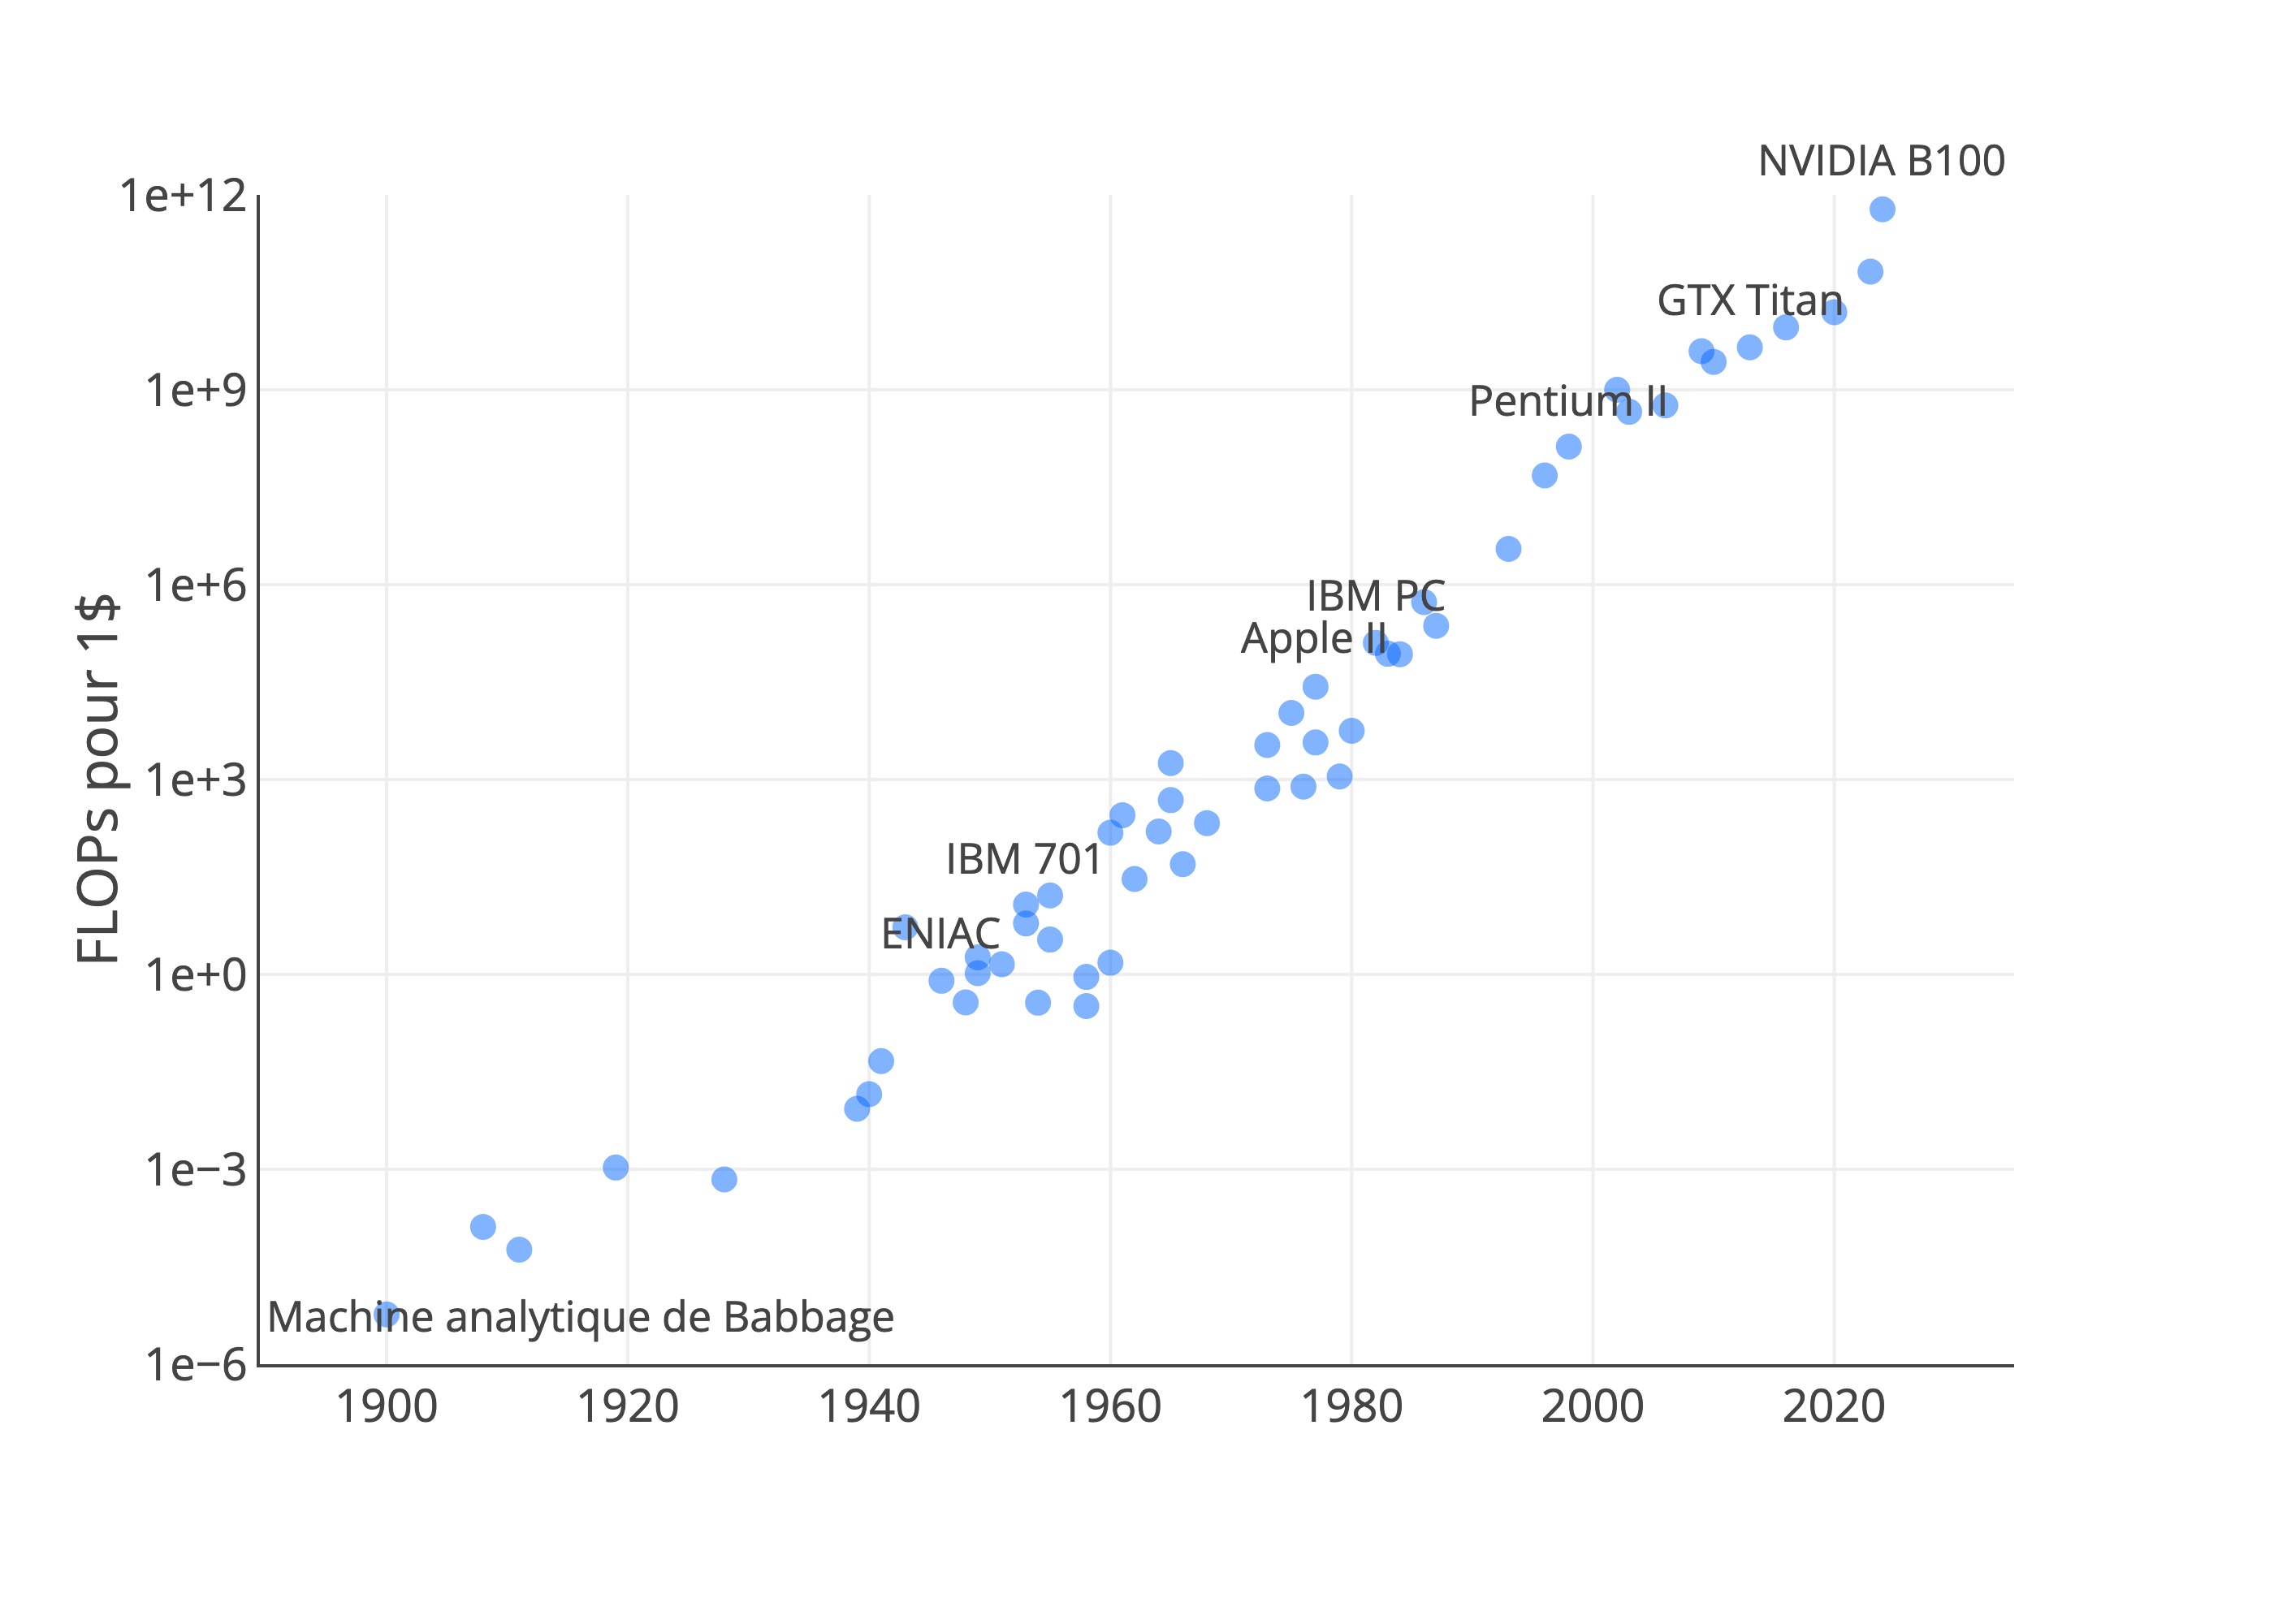 NVIDIA B100
1e+12
GTX Titan
1e+9
Pentium II
1e+6
IBM PC
Apple II
FLOPs pour 1$
1e+3
IBM 701
ENIAC
1e+0
1e−3
Machine analytique de Babbage
1e−6
1900
1920
1940
1960
1980
2000
2020